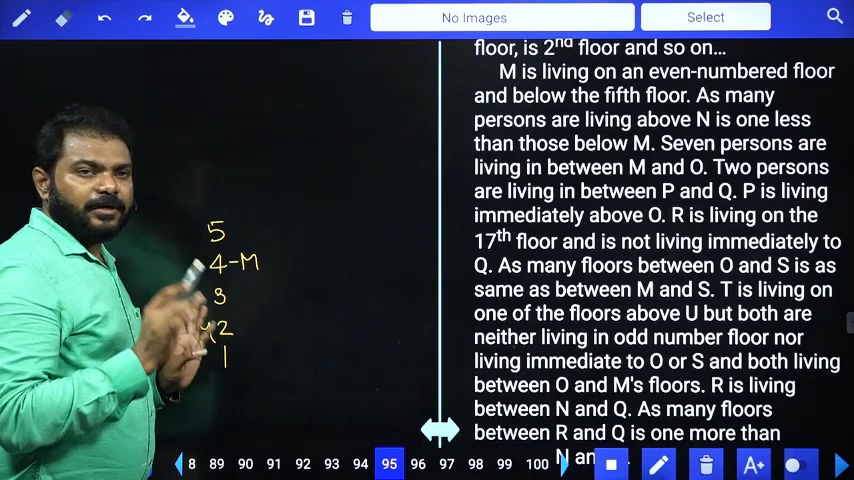 No Images
Select
floor, is 2nd floor and so on...
M is living on an even-numbered floor
and below the fifth floor. As many
persons are living above N is one less
than those below M. Seven persons are
living in between M and O. Two persons
are living in between P and Q. P is living
immediately above O. R is living on the
17th floor and is not living immediately to
Q. As many floors between O and S is as
same as between M and S. T is living on
one of the floors above U but both are
neither living in odd number floor nor
living immediate to O or S and both living
between O and M's floors. R is living
between N and Q. As many floors
between R and Q is one more than
N an
5
4-M
3
2
1
8 89 90 91 92 93 94 95 96 97 98 99 100
A+